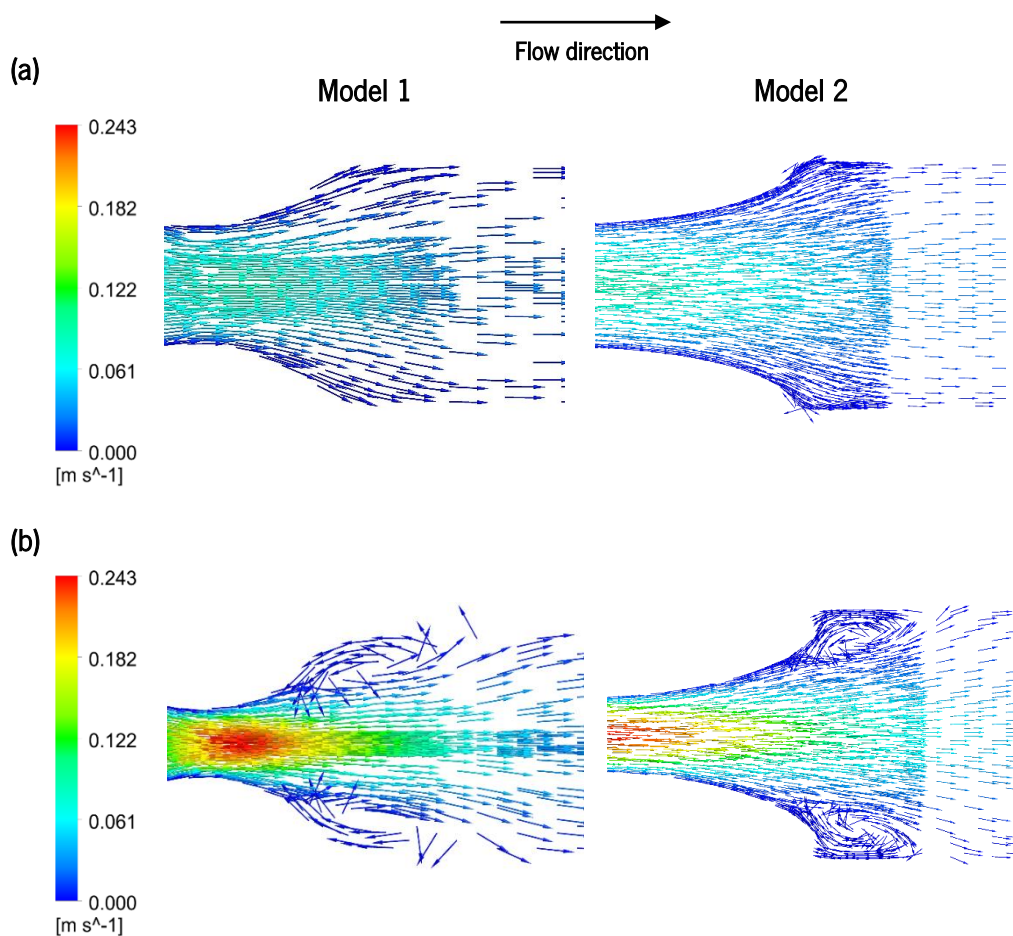 Flow direction
(a)
Model 1
Model 2
0.243
0.182
0.122
0.061
0.000
[m s^-1]
(b)
0.243
0.182
0.122
0.061
0.000
[m s^-1]